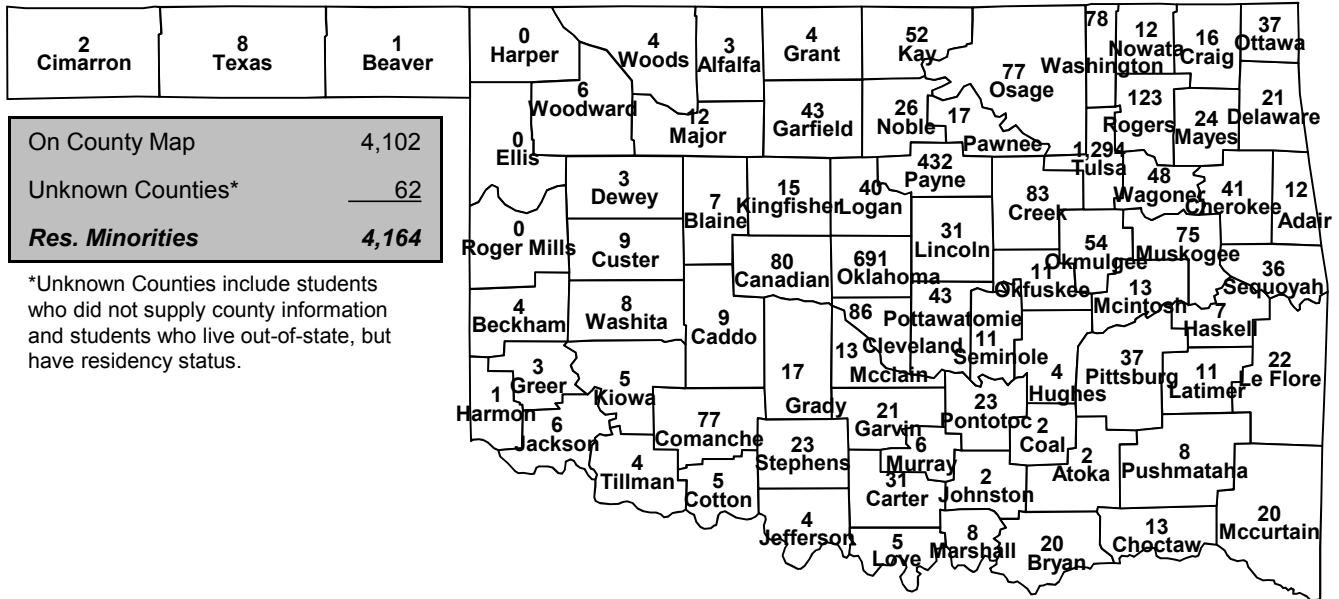 2
Cimarron
8
Texas
1
Beaver
0
Harper
4
Woods
3
Alfalfa
4
Grant
52
Kay
77
Osage
78
Washington
12
Nowata
16
Craig
37
Ottawa
6
Woodward
0
Ellis
12
Major
43
Garfield
26
Noble
17
Pawnee
123
Rogers
24
Mayes
21
Delaware
1,294
Tulsa
On County Map 4,102
Unknown Counties* 62
Res. Minorities 4,164
*Unknown Counties include students
who did not supply county information
and students who live out-of-state, but
have residency status.
3
Dewey
7
Blaine
15
Kingfisher
40
Logan
432
Payne
83
Creek
48
Wagoner
41
Cherokee
12
Adair
0
Roger Mills
9
Custer
80
Canadian
691
Oklahoma
31
Lincoln
54
Okmulgee
75
Muskogee
36
Sequoyah
4
Beckham
8
Washita
9
Caddo
86
Cleveland
43
Pottawatomie
11
Okfuskee
13
Mcintosh
7
Haskell
13
Mcclain
11
Seminole
4
Hughes
37
Pittsburg
11
Latimer
22
Le Flore
1
Harmon
3
Greer
5
Kiowa
17
Grady
6
Jackson
77
Comanche
23
Stephens
21
Garvin
23
Pontotoc
2
Coal
2
Atoka
8
Pushmataha
4
Tillman
5
Cotton
6
Murray
31
Carter
2
Johnston
4
Jefferson
5
Love
8
Marshall
20
Bryan
13
Choctaw
20
Mccurtain